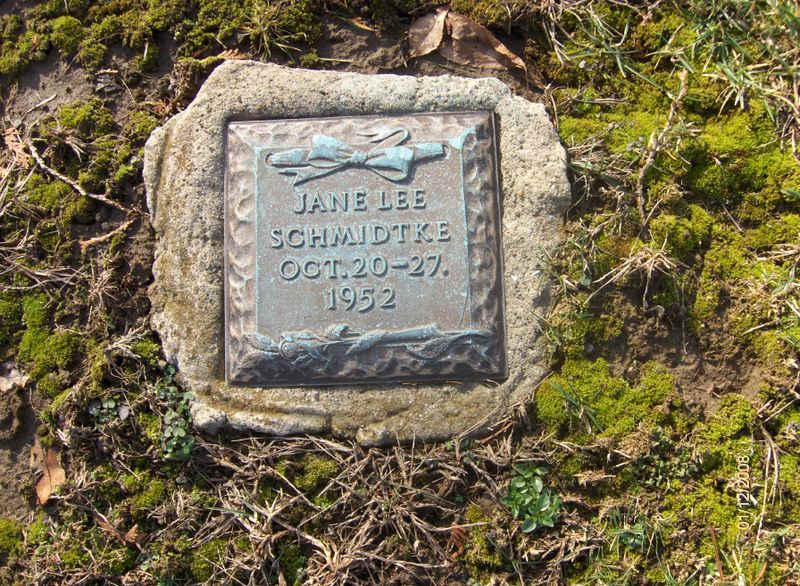 JANE LEE
SCHMIDTKE
OCT. 20-27.
1952
01/12/2008